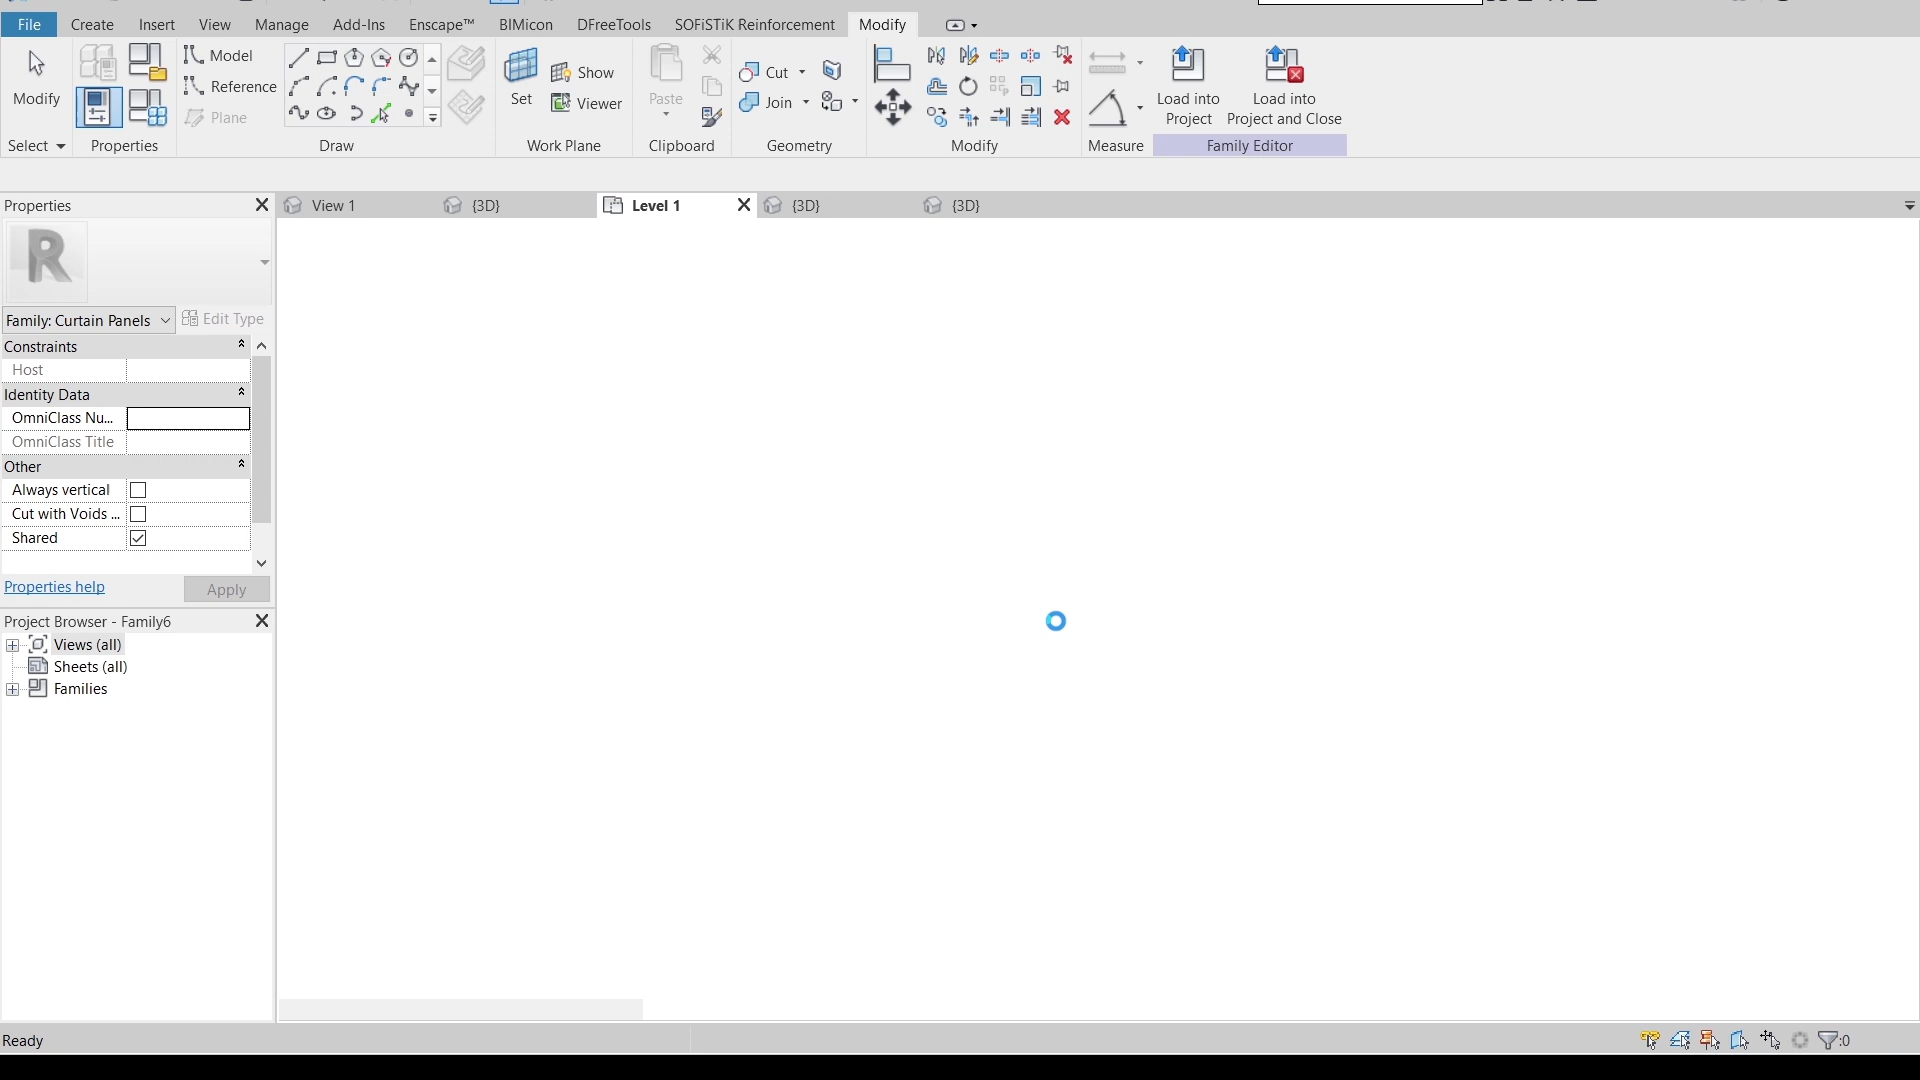 File Create Insert View Manage Add-Ins Enscape™ BIMicon DFreeTools SOFiSTiK Reinforcement Modify
Modify
Model
Reference
Plane
Set
Show
Viewer
Paste
Cut
Join
Load into
Project
Load into
Project and Close
Select Properties Draw Work Plane Clipboard Geometry Modify Measure Family Editor
Properties
View 1 {3D} Level 1 {3D} {3D}
R
Family: Curtain Panels Edit Type
Constraints
Host
Identity Data
OmniClass Nu...
OmniClass Title
Other
Always vertical
Cut with Voids ...
Shared
Properties help Apply
Project Browser - Family6
Views (all)
Sheets (all)
Families
Ready :0